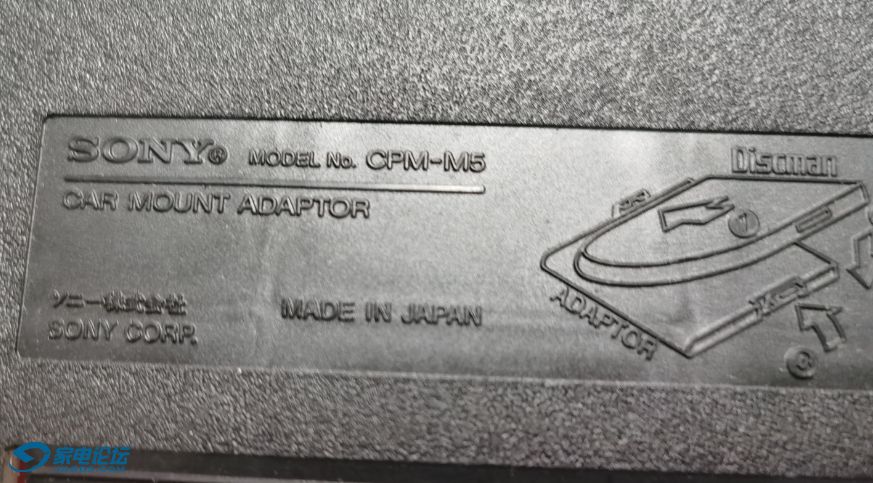 SONY® MODEL No. CPM-M5
CAR MOUNT ADAPTOR
ソニー株式会社
SONY CORP.
MADE IN JAPAN
Discman
1
ADAPTOR
家电论坛